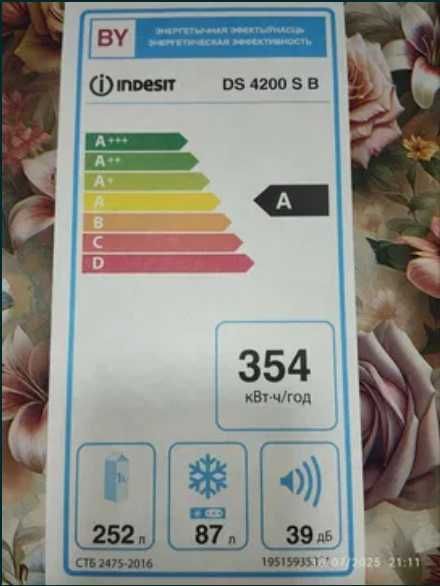 BY
ЭНЕРГЕТЫЧНАЯ ЭФЕКТЫЎНАСЦЬ
ЭНЕРГЕТИЧЕСКАЯ ЭФФЕКТИВНОСТЬ
INDESIT
DS 4200 S B
A+++
A++
A+
A
A
B
C
D
354
кВт·ч/год
252 л
87 л
39 дБ
СТБ 2475-2016
21:11